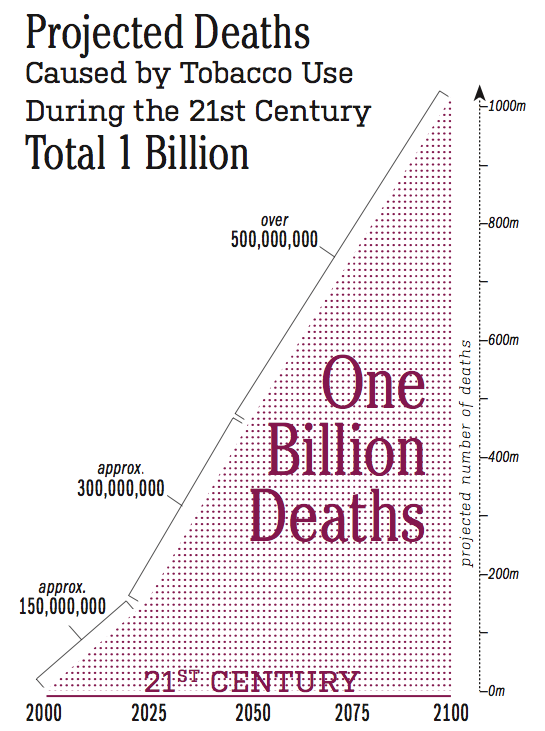 Projected Deaths
Caused by Tobacco Use
During the 21st Century
Total 1 Billion
1000m
over
500,000,000
800m
600m
projected number of deaths
One
Billion
Deaths
400m
approx.
300,000,000
200m
approx.
150,000,000
21ST CENTURY
0m
2000 2025 2050 2075 2100